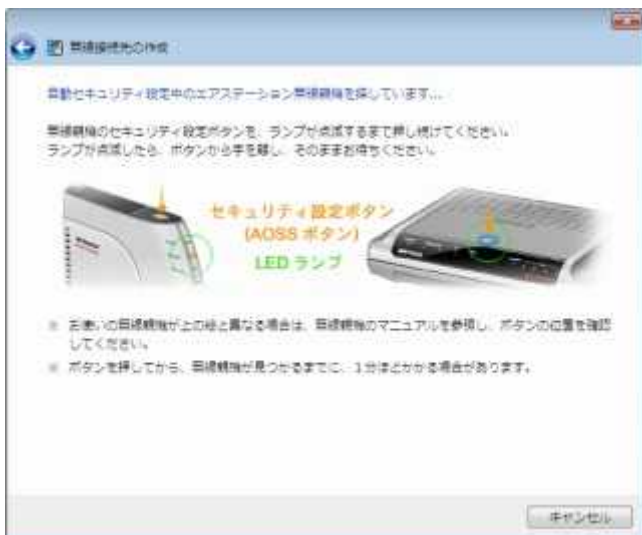 無線接続先の作成
自動セキュリティ設定中のエアステーション無線親機を探しています...
無線親機のセキュリティ設定ボタンを、ランプが点滅するまで押し続けてください。
ランプが点滅したら、ボタンから手を離し、そのままお待ちください。
セキュリティ設定ボタン
(AOSS ボタン)
LED ランプ
お使いの無線親機が上の絵と異なる場合は、無線親機のマニュアルを参照し、ボタンの位置を確認
してください。
ボタンを押してから、無線親機が見つかるまでに、1分ほどかかる場合があります。
キャンセル